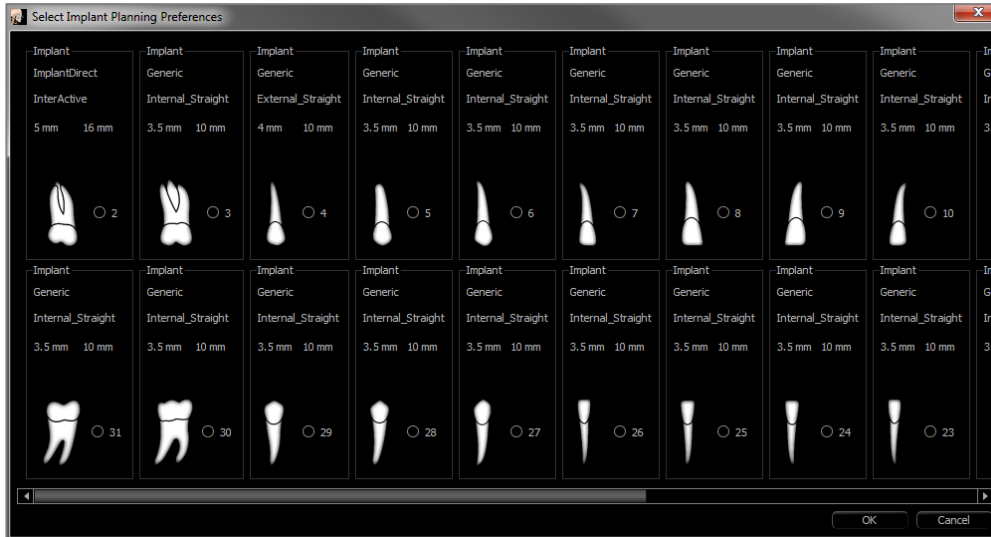 Select Implant Planning Preferences
Implant Implant Implant Implant Implant Implant Implant Implant Implant
ImplantDirect Generic Generic Generic Generic Generic Generic Generic Generic G
InterActive Internal_Straight External_Straight Internal_Straight Internal_Straight Internal_Straight Internal_Straight Internal_Straight Internal_Straight
5 mm 16 mm 3.5 mm 10 mm 4 mm 10 mm 3.5 mm 10 mm 3.5 mm 10 mm 3.5 mm 10 mm 3.5 mm 10 mm 3.5 mm 10 mm 3.5 mm 10 mm 3
2 3 4 5 6 7 8 9 10
Implant Implant Implant Implant Implant Implant Implant Implant Implant
Generic Generic Generic Generic Generic Generic Generic Generic Generic G
Internal_Straight Internal_Straight Internal_Straight Internal_Straight Internal_Straight Internal_Straight Internal_Straight Internal_Straight Internal_Straight
3.5 mm 10 mm 3.5 mm 10 mm 3.5 mm 10 mm 3.5 mm 10 mm 3.5 mm 10 mm 3.5 mm 10 mm 3.5 mm 10 mm 3.5 mm 10 mm 3.5 mm 10 mm 3
31 30 29 28 27 26 25 24 23
OK Cancel